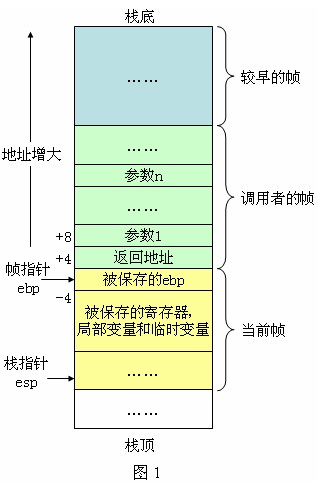 栈底
……
较早的帧
地址增大
……
参数n
……
调用者的帧
+8
参数1
+4
返回地址
帧指针
ebp
被保存的ebp
-4
被保存的寄存器,
局部变量和临时变量
当前帧
栈指针
esp
……
……
栈顶
图 1